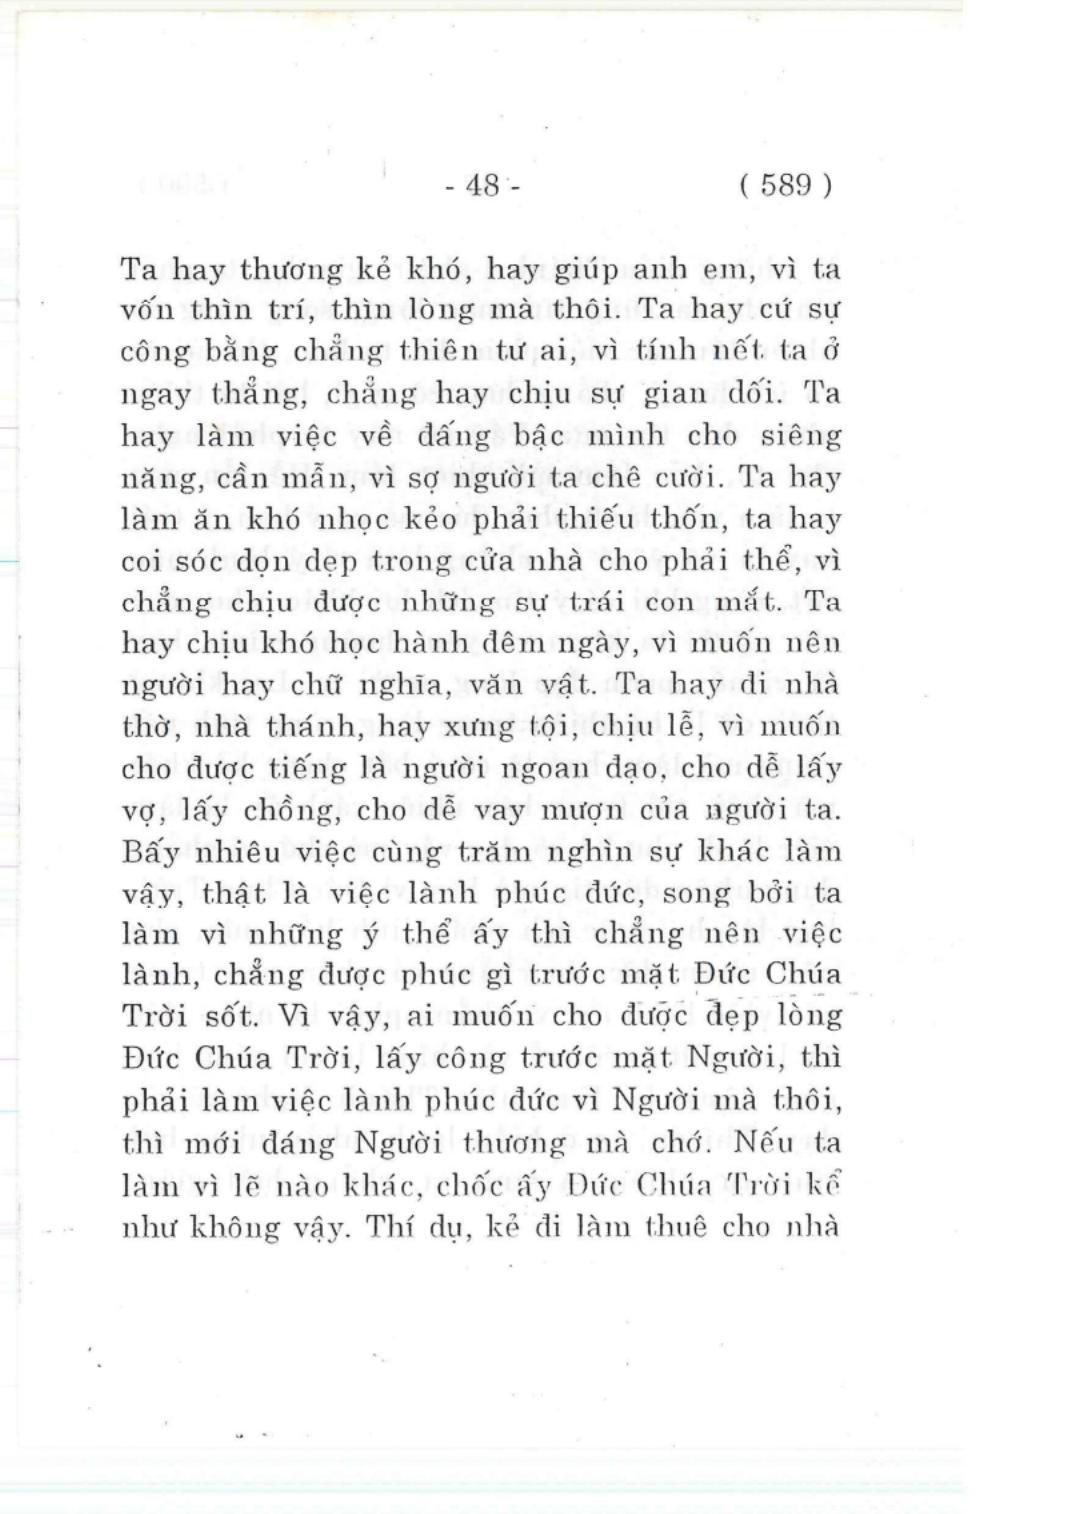 - 48 - ( 589 )
Ta hay thương kẻ khó, hay giúp anh em, vì ta
vốn thìn trí, thìn lòng mà thôi. Ta hay cứ sự
công bằng chẳng thiên tư ai, vì tính nết ta ở
ngay thẳng, chẳng hay chịu sự gian dối. Ta
hay làm việc về đấng bậc mình cho siêng
năng, cần mẫn, vì sợ người ta chê cười. Ta hay
làm ăn khó nhọc kẻo phải thiếu thốn, ta hay
coi sóc dọn dẹp trong cửa nhà cho phải thể, vì
chẳng chịu được những sự trái con mắt. Ta
hay chịu khó học hành đêm ngày, vì muốn nên
người hay chữ nghĩa, văn vật. Ta hay đi nhà
thờ, nhà thánh, hay xưng tội, chịu lễ, vì muốn
cho được tiếng là người ngoan đạo, cho dễ lấy
vợ, lấy chồng, cho dễ vay mượn của người ta.
Bấy nhiêu việc cùng trăm nghìn sự khác làm
vậy, thật là việc lành phúc đức, song bởi ta
làm vì những ý thể ấy thì chẳng nên việc
lành, chẳng được phúc gì trước mặt Đức Chúa
Trời sốt. Vì vậy, ai muốn cho được đẹp lòng
Đức Chúa Trời, lấy công trước mặt Người, thì
phải làm việc lành phúc đức vì Người mà thôi,
thì mới đáng Người thương mà chớ. Nếu ta
làm vì lẽ nào khác, chốc ấy Đức Chúa Trời kể
như không vậy. Thí dụ, kẻ đi làm thuê cho nhà